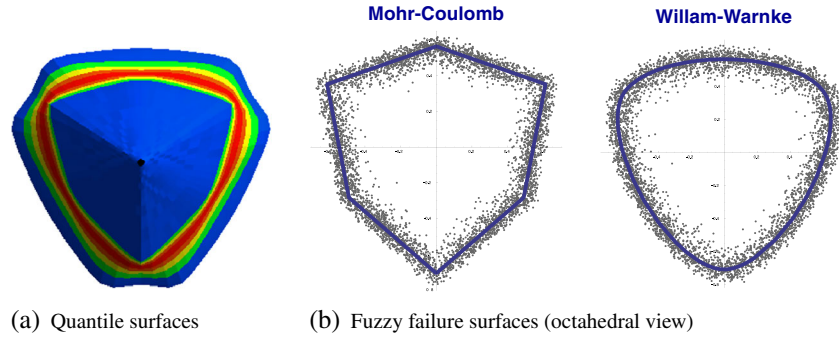 Mohr-Coulomb
Willam-Warnke
(a) Quantile surfaces
(b) Fuzzy failure surfaces (octahedral view)